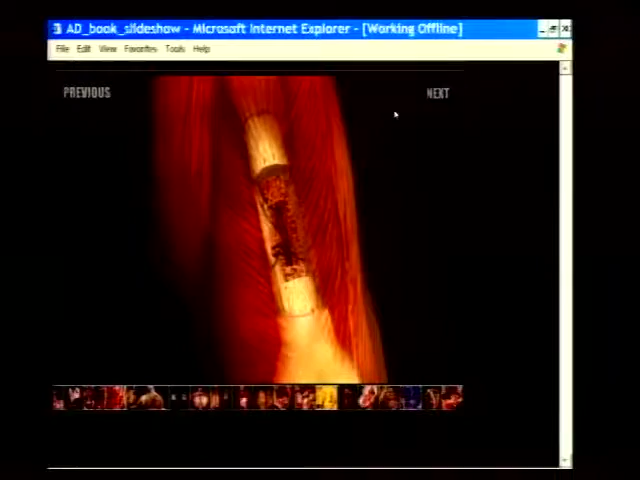 AD_book_slideshow - Microsoft Internet Explorer - [Working Offline]
File Edit View Favorites Tools Help
PREVIOUS NEXT